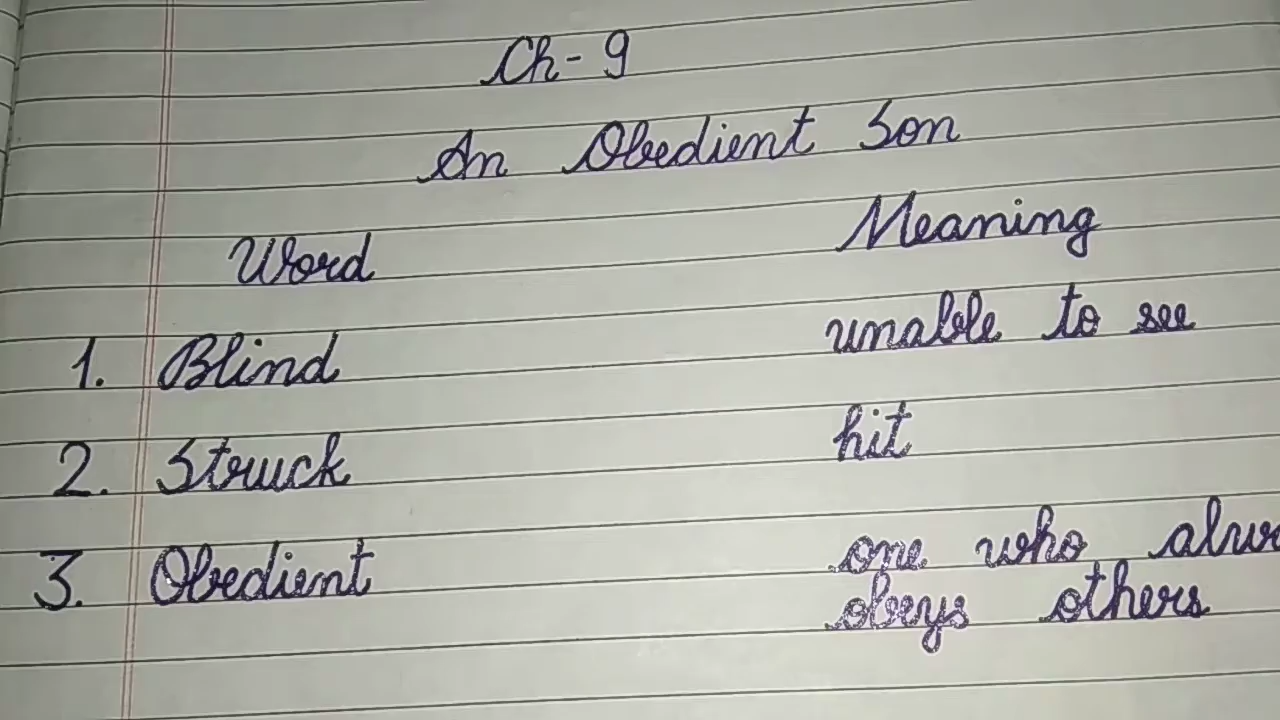 Ch- 9
An Obedient Son
Word Meaning
1. Blind unable to see
2. Struck hit
3. Obedient one who
obeys others